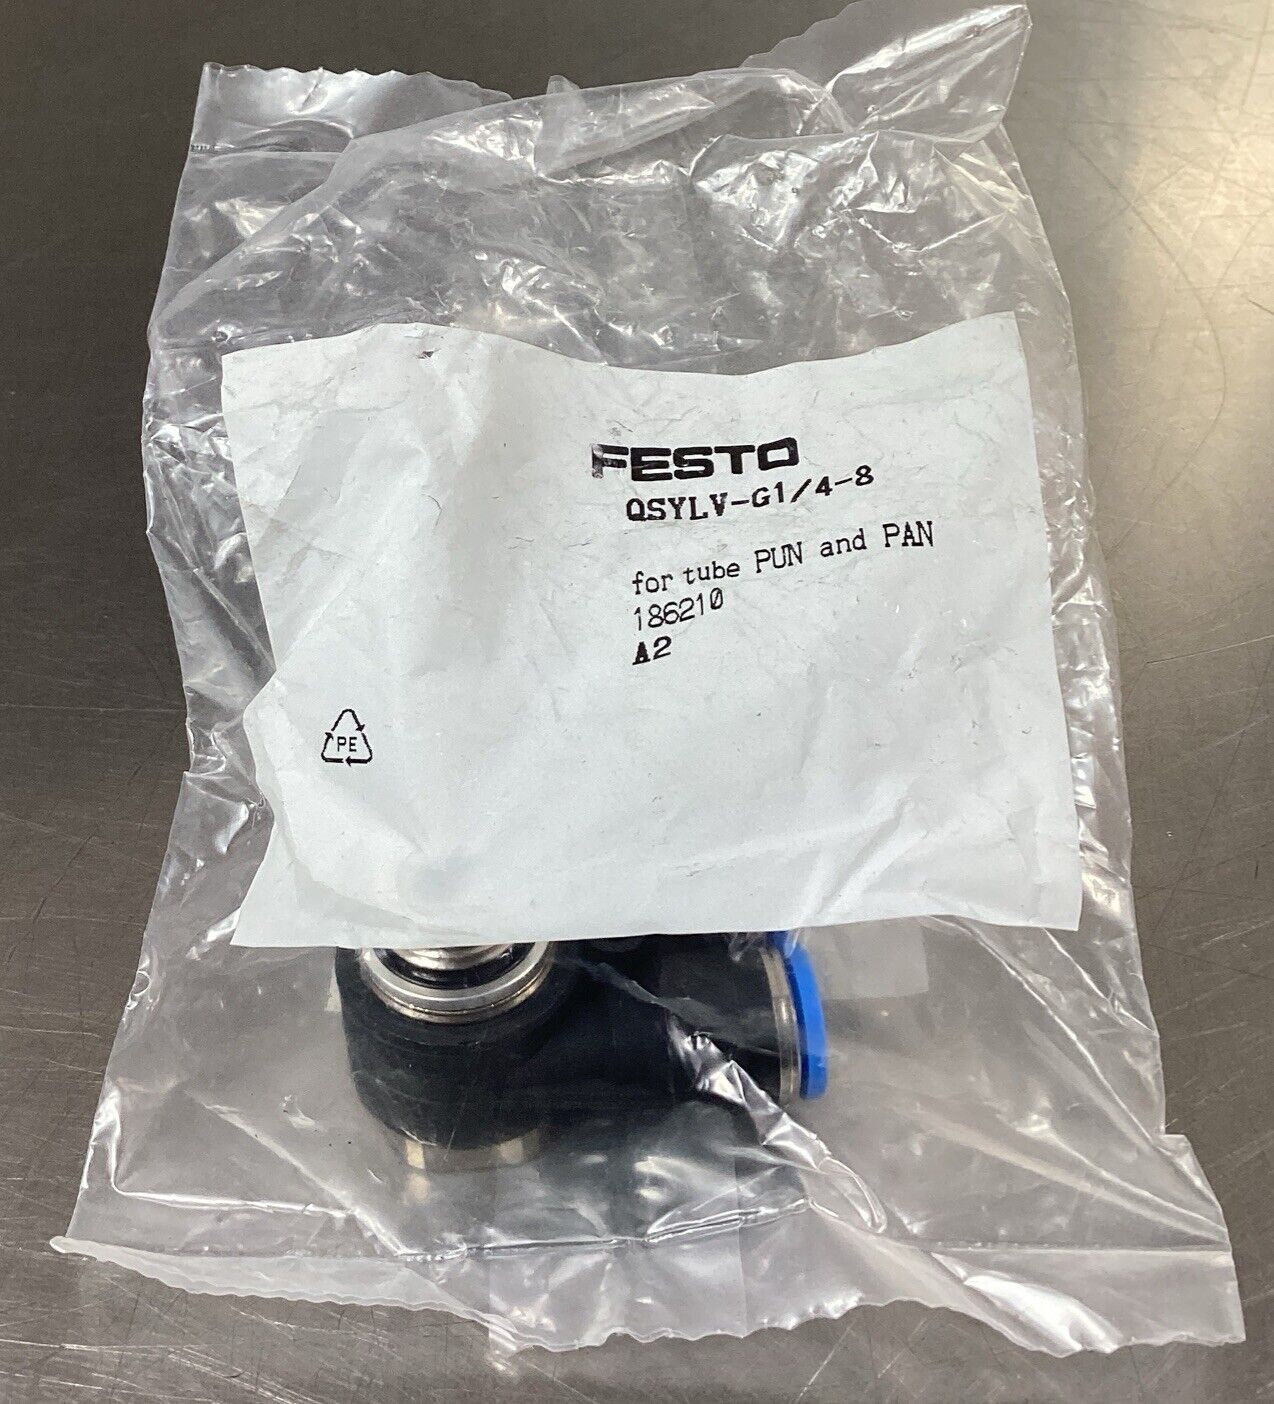 FESTO
QSYLV-G1/4-8
for tube PUN and PAN
186210
A2
PE